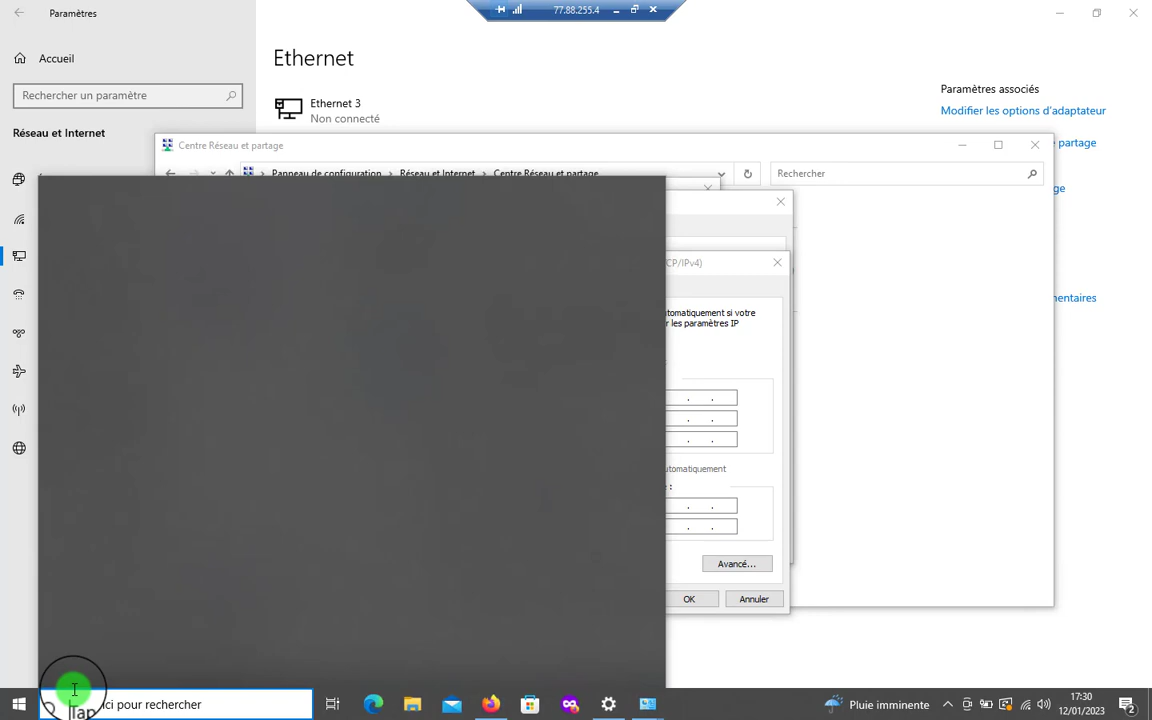 Paramètres
77.88.255.4
Accueil
Rechercher un paramètre
Réseau et Internet
Ethernet
Ethernet 3
Non connecté
Paramètres associés
Modifier les options d'adaptateur
partage
Centre Réseau et partage
Panneau de configuration
Réseau et Internet
Centre Réseau et partage
Rechercher
CP/IPv4)
utomatiquement si votre
r les paramètres IP
utomatiquement
:
Avancé...
OK
Annuler
ici pour rechercher
Tap
Pluie imminente
17:30
12/01/2023
2